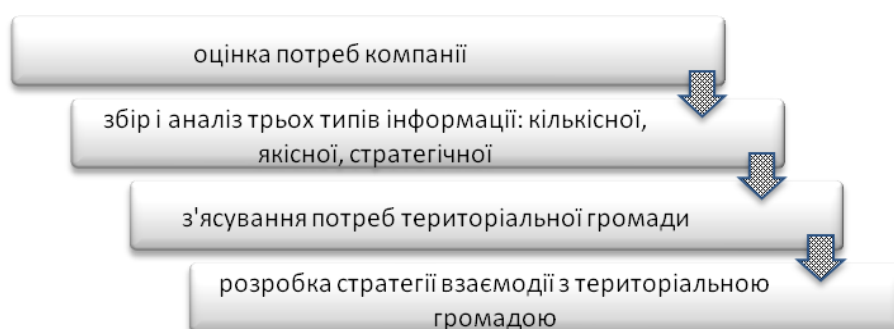 оцінка потреб компанії
збір і аналіз трьох типів інформації: кількісної,
якісної, стратегічної
з'ясування потреб територіальної громади
розробка стратегії взаємодії з територіальною
громадою